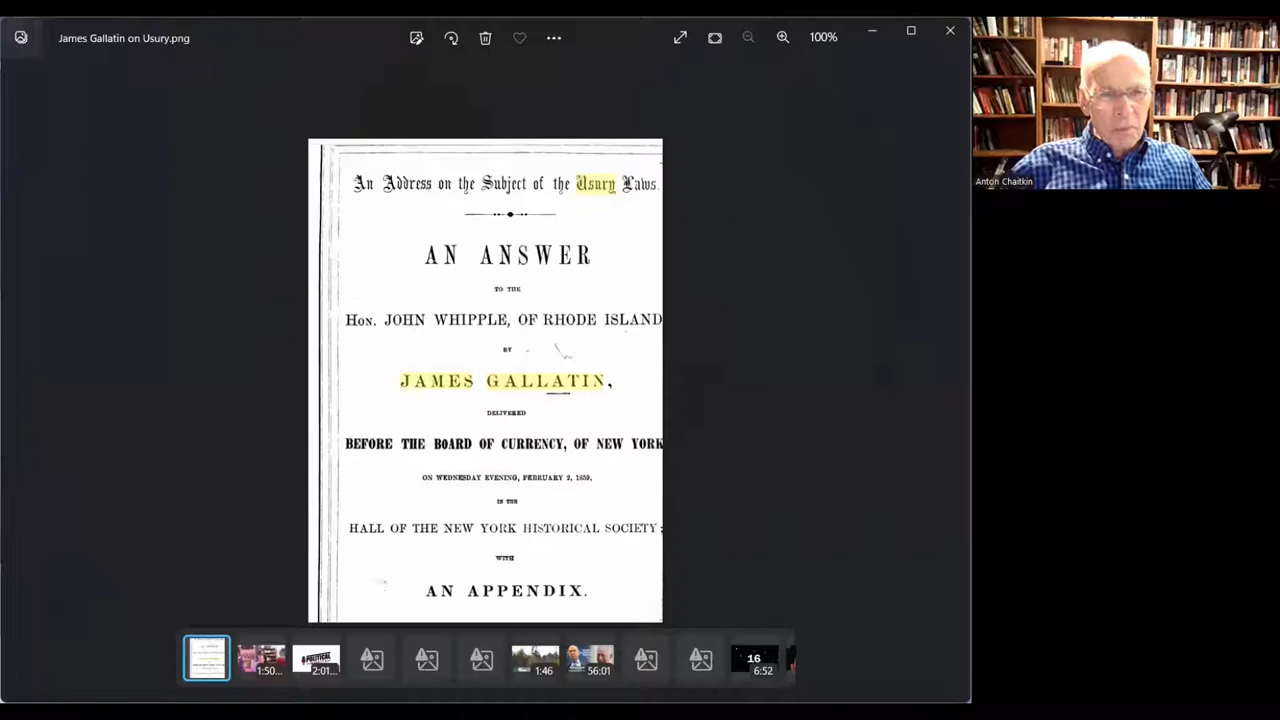 James Gallatin on Usury.png
100%
An Address on the Subject of the Usury Laws.
AN ANSWER
TO THE
HON. JOHN WHIPPLE, OF RHODE ISLAND
BY
JAMES GALLATIN,
DELIVERED
BEFORE THE BOARD OF CURRENCY, OF NEW YORK
ON WEDNESDAY EVENING, FEBRUARY 2, 1859,
IN THE
HALL OF THE NEW YORK HISTORICAL SOCIETY;
WITH
AN APPENDIX.
Anton Chaitkin
1:50...
POLITICAL
2:01...
1:46
56:01
16
6:52